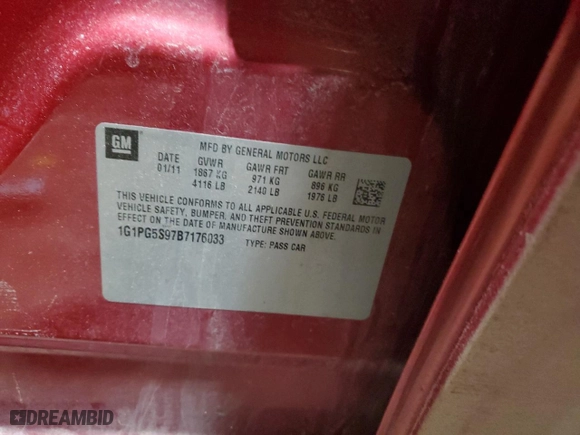 GM
MFD BY GENERAL MOTORS LLC
DATE GVWR GAWR FRT GAWR RR
01/11 1867 KG 971 KG 896 KG
4116 LB 2140 LB 1976 LB
THIS VEHICLE CONFORMS TO ALL APPLICABLE U.S. FEDERAL MOTOR
VEHICLE SAFETY, BUMPER, AND THEFT PREVENTION STANDARDS IN
EFFECT ON THE DATE OF MANUFACTURE SHOWN ABOVE.
1G1PG5S97B7176033 TYPE: PASS CAR
DREAMBID